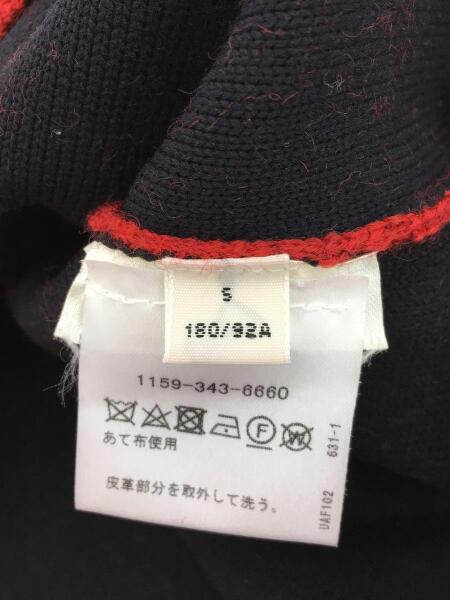 S
180/92A
1159-343-6660
F W
あて布使用
631-1
皮革部分を取外して洗う。
UAF102